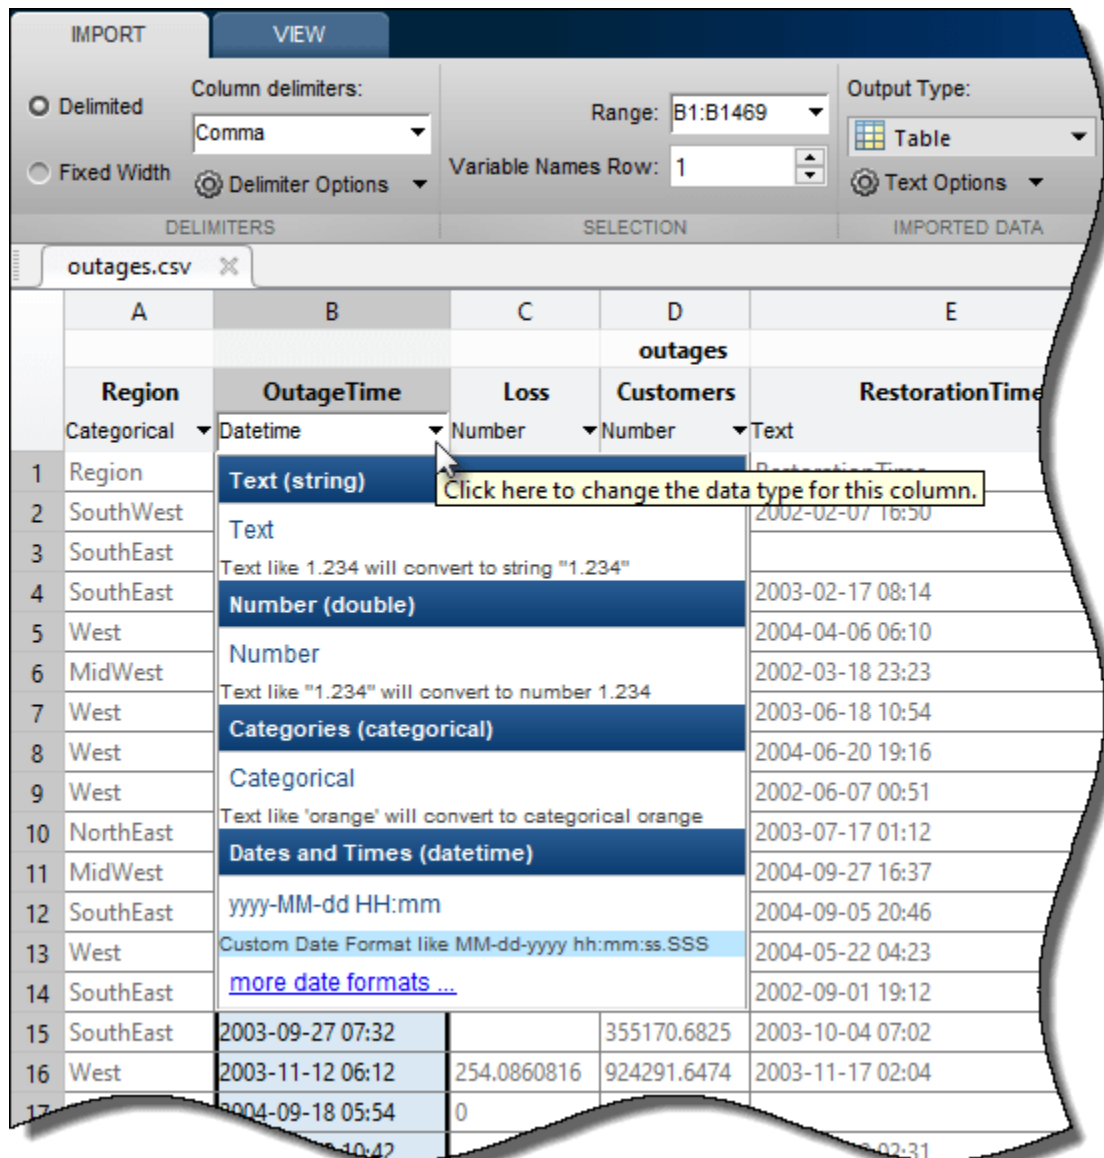 IMPORT VIEW
Column delimiters: Output Type:
Delimited Range: B1:B1469
Comma Table
Fixed Width Variable Names Row: 1
Delimiter Options Text Options
DELIMITERS SELECTION IMPORTED DATA
outages.csv
A B C D E
outages
Region OutageTime Loss Customers RestorationTime
Categorical Datetime Number Number Text
1 Region Text (string)
Click here to change the data type for this column.
2 SouthWest Text 2002-02-07 16:50
3 SouthEast Text like 1.234 will convert to string "1.234"
4 SouthEast Number (double) 2003-02-17 08:14
5 West Number 2004-04-06 06:10
6 MidWest Text like "1.234" will convert to number 1.234 2002-03-18 23:23
7 West Categories (categorical) 2003-06-18 10:54
8 West Categorical 2004-06-20 19:16
9 West Text like 'orange' will convert to categorical orange 2002-06-07 00:51
10 NorthEast Dates and Times (datetime) 2003-07-17 01:12
11 MidWest 2004-09-27 16:37
12 SouthEast yyyy-MM-dd HH:mm 2004-09-05 20:46
13 West Custom Date Format like MM-dd-yyyy hh:mm:ss.SSS 2004-05-22 04:23
14 SouthEast more date formats ... 2002-09-01 19:12
15 SouthEast 2003-09-27 07:32 355170.6825 2003-10-04 07:02
16 West 2003-11-12 06:12 254.0860816 924291.6474 2003-11-17 02:04
17 2004-09-18 05:54 0
10:42